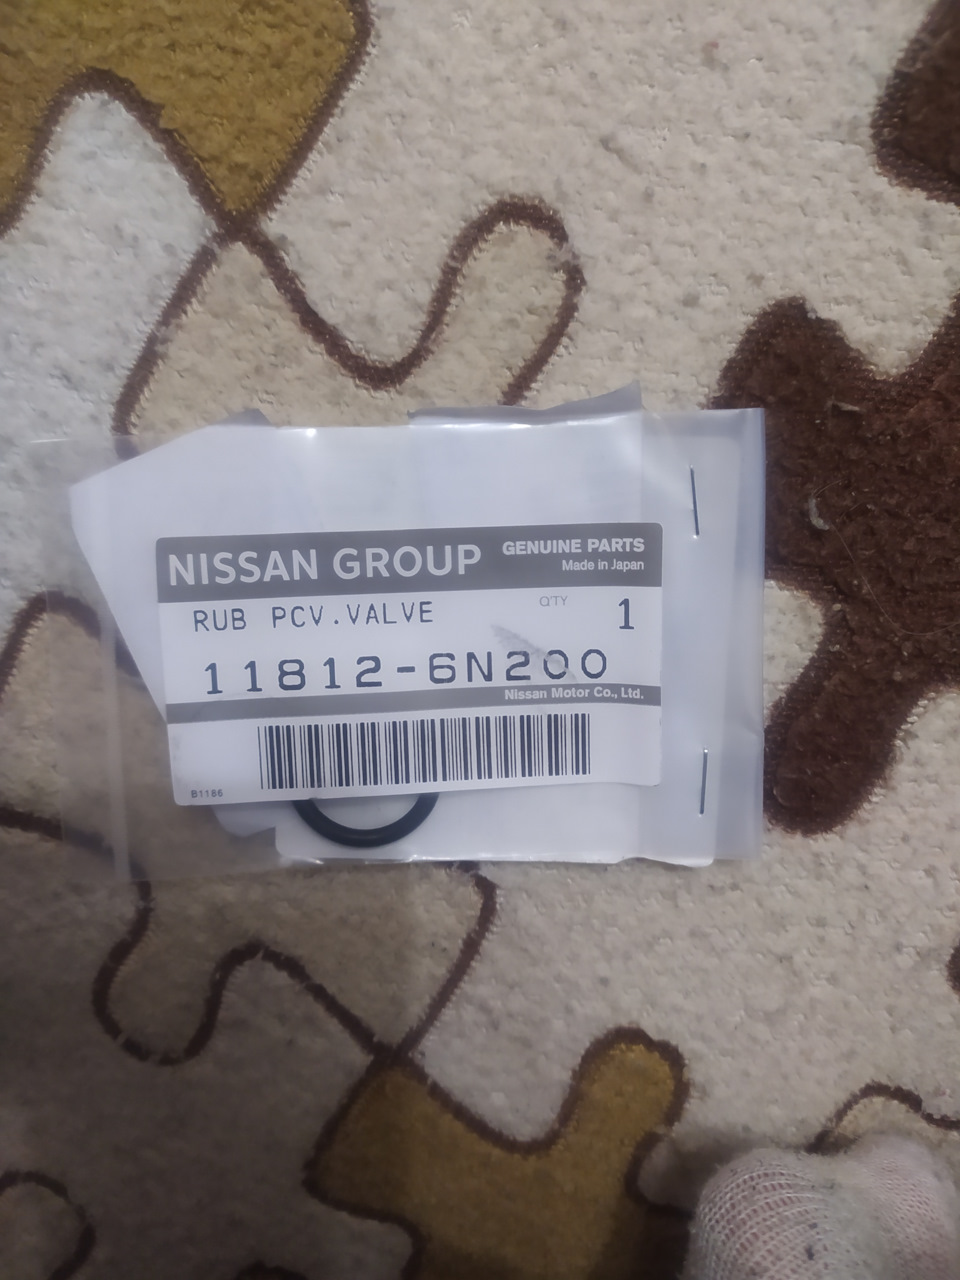 NISSAN GROUP GENUINE PARTS
Made in Japan
RUB PCV.VALVE Q'TY 1
11812-6N200
Nissan Motor Co., Ltd.
B1186